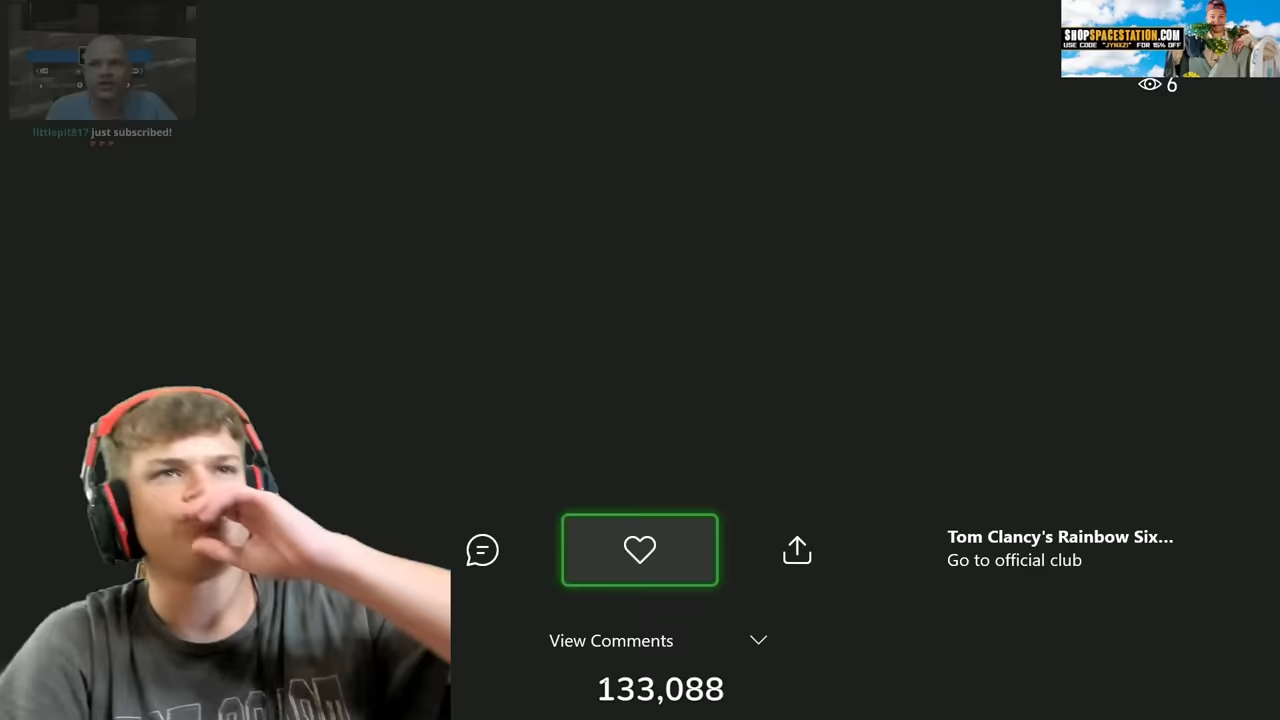 SHOPSPACESTATION.COM
USE CODE "JYNXZI" FOR 15% OFF
6
littlepit817 just subscribed!
Tom Clancy's Rainbow Six...
Go to official club
View Comments
133,088